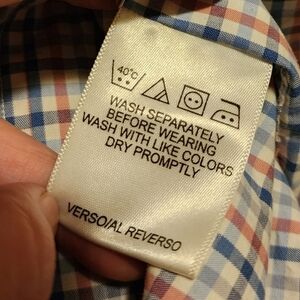 40°C
WASH SEPARATELY
BEFORE WEARING
WASH WITH LIKE COLORS
DRY PROMPTLY
VERSO/AL REVERSO